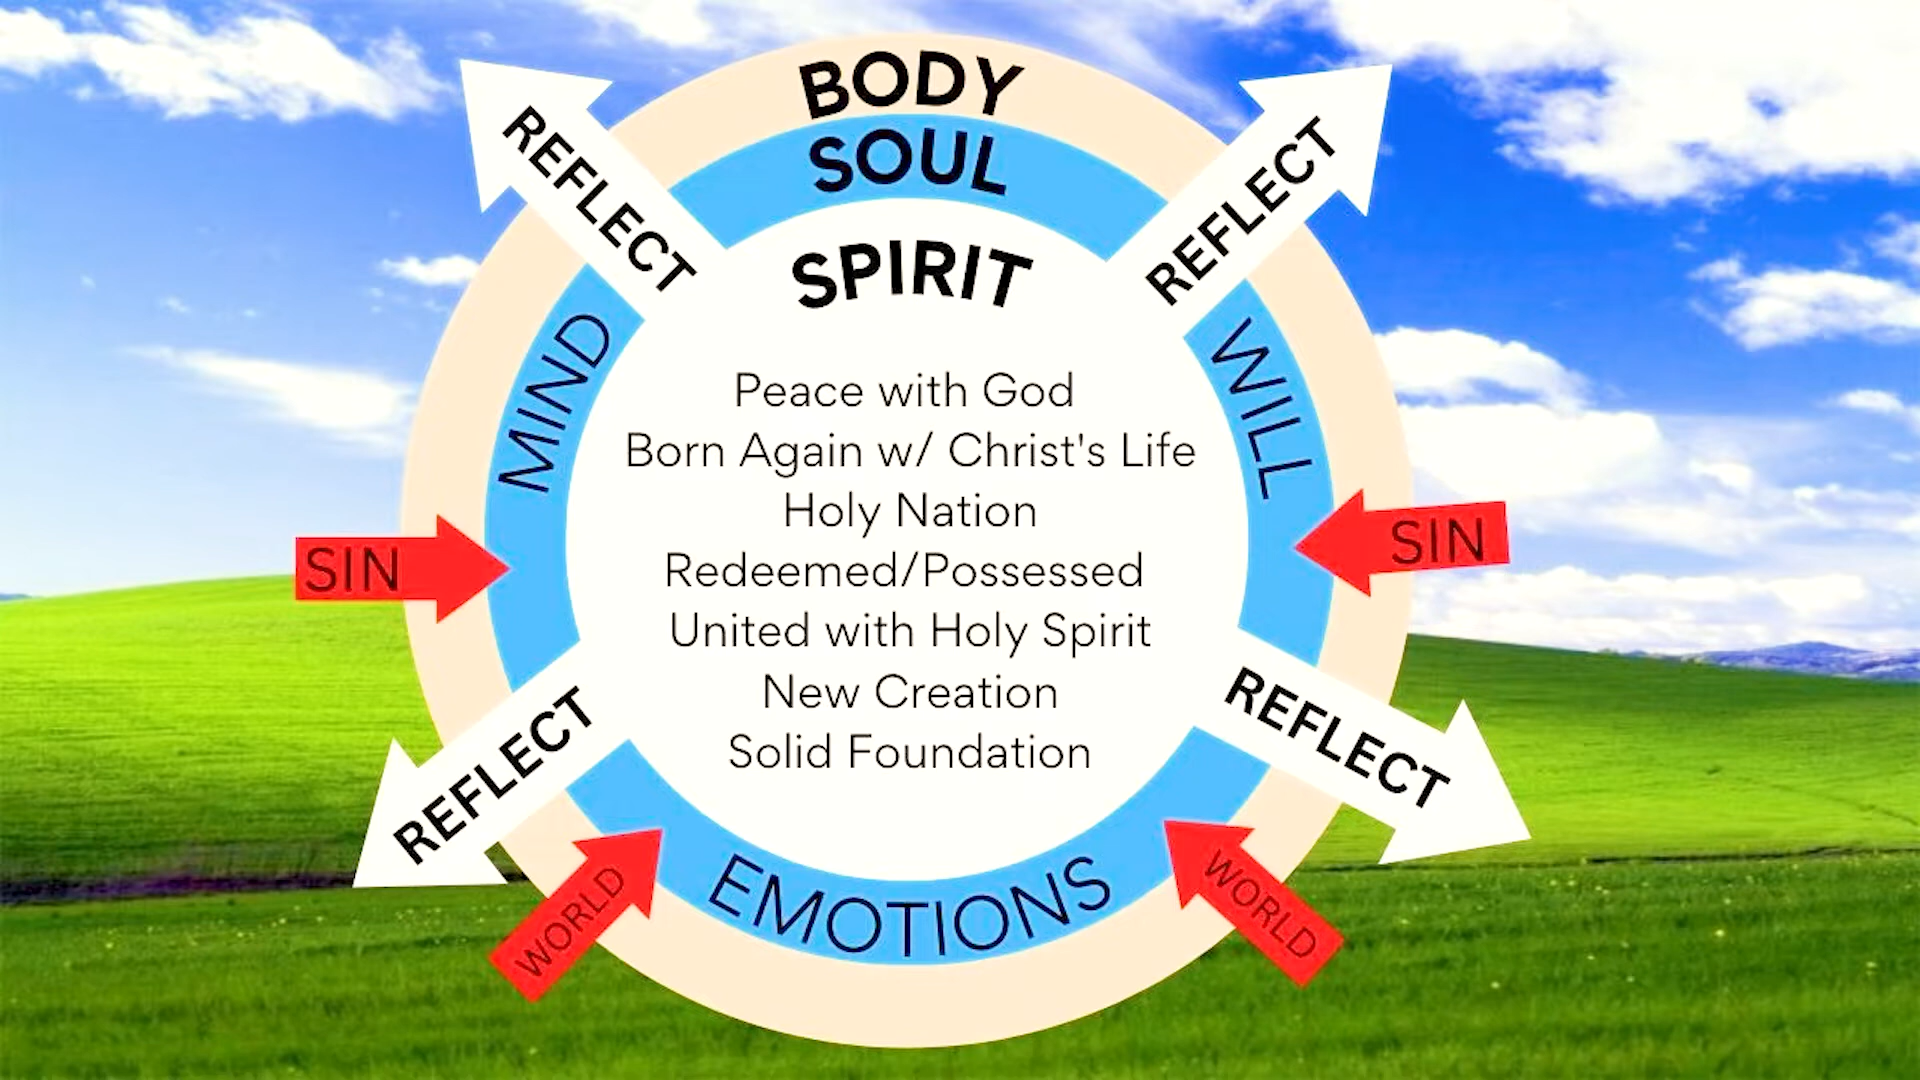 BODY
SOUL
SPIRIT
REFLECT
REFLECT
MIND
WILL
Peace with God
Born Again w/ Christ's Life
Holy Nation
Redeemed/Possessed
United with Holy Spirit
New Creation
Solid Foundation
SIN
SIN
REFLECT
REFLECT
WORLD
WORLD
EMOTIONS